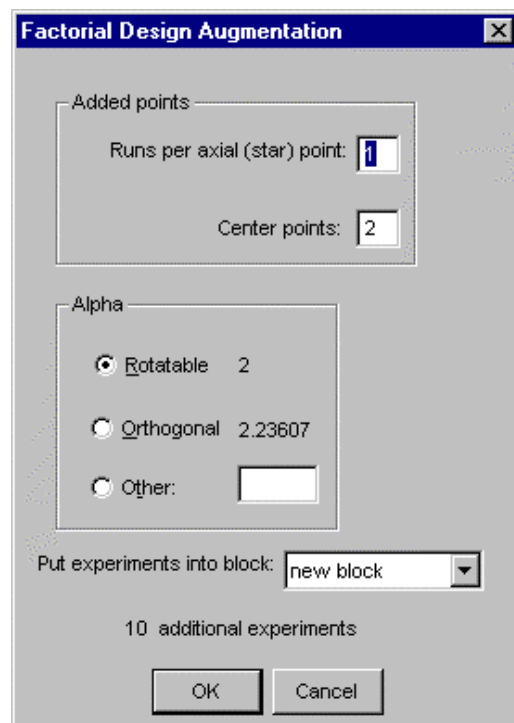 Factorial Design Augmentation
Added points
Runs per axial (star) point: 1
Center points: 2
Alpha
Rotatable 2
Orthogonal 2.23607
Other:
Put experiments into block: new block
10 additional experiments
OK Cancel